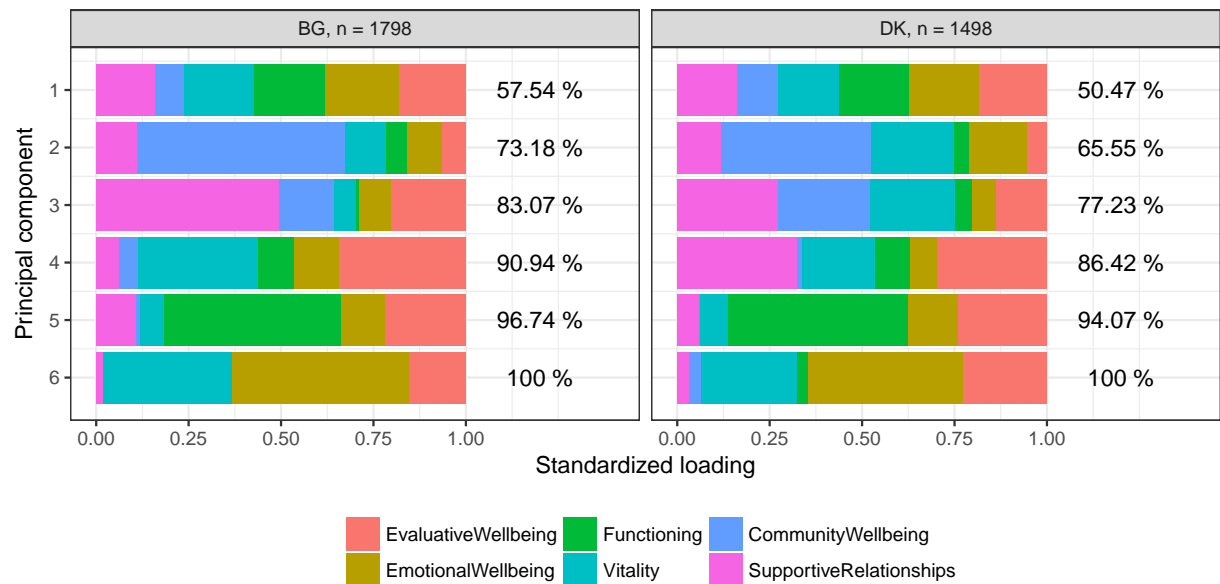 BG, n = 1798
DK, n = 1498
Principal component
1
2
3
4
5
6
57.54 %
73.18 %
83.07 %
90.94 %
96.74 %
100 %
50.47 %
65.55 %
77.23 %
86.42 %
94.07 %
100 %
0.00 0.25 0.50 0.75 1.00
0.00 0.25 0.50 0.75 1.00
Standardized loading
EvaluativeWellbeing Functioning CommunityWellbeing
EmotionalWellbeing Vitality SupportiveRelationships